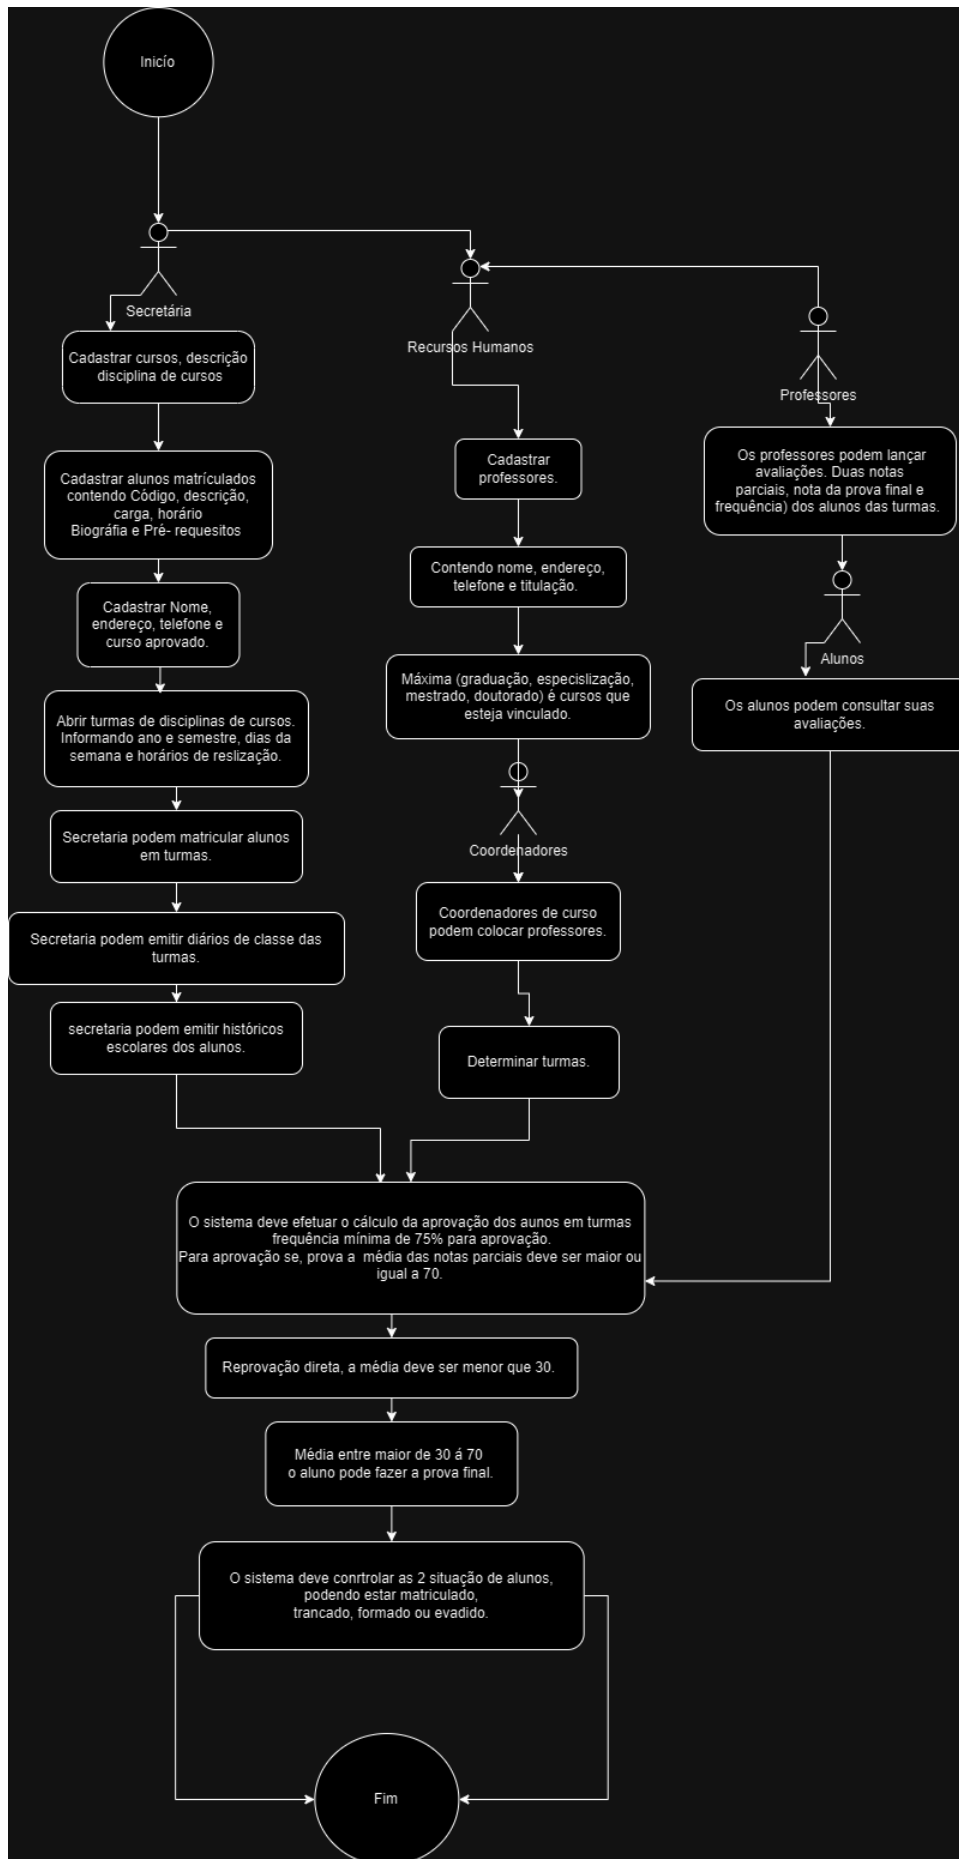 Inicío
Secretária
Cadastrar cursos, descrição
disciplina de cursos
Cadastrar alunos matrículados
contendo Código, descrição,
carga, horário
Biográfia e Pré- requesitos
Cadastrar Nome,
endereço, telefone e
curso aprovado.
Abrir turmas de disciplinas de cursos.
Informando ano e semestre, dias da
semana e horários de reslização.
Secretaria podem matricular alunos
em turmas.
Secretaria podem emitir diários de classe das
turmas.
secretaria podem emitir históricos
escolares dos alunos.
Recursos Humanos
Cadastrar
professores.
Contendo nome, endereço,
telefone e titulação.
Máxima (graduação, especislização,
mestrado, doutorado) é cursos que
esteja vinculado.
Coordenadores
Coordenadores de curso
podem colocar professores.
Determinar turmas.
Professores
Os professores podem lançar
avaliações. Duas notas
parciais, nota da prova final e
frequência) dos alunos das turmas.
Alunos
Os alunos podem consultar suas
avaliações.
O sistema deve efetuar o cálculo da aprovação dos aunos em turmas
frequência mínima de 75% para aprovação.
Para aprovação se, prova a média das notas parciais deve ser maior ou
igual a 70.
Reprovação direta, a média deve ser menor que 30.
Média entre maior de 30 á 70
o aluno pode fazer a prova final.
O sistema deve conrtrolar as 2 situação de alunos,
podendo estar matriculado,
trancado, formado ou evadido.
Fim